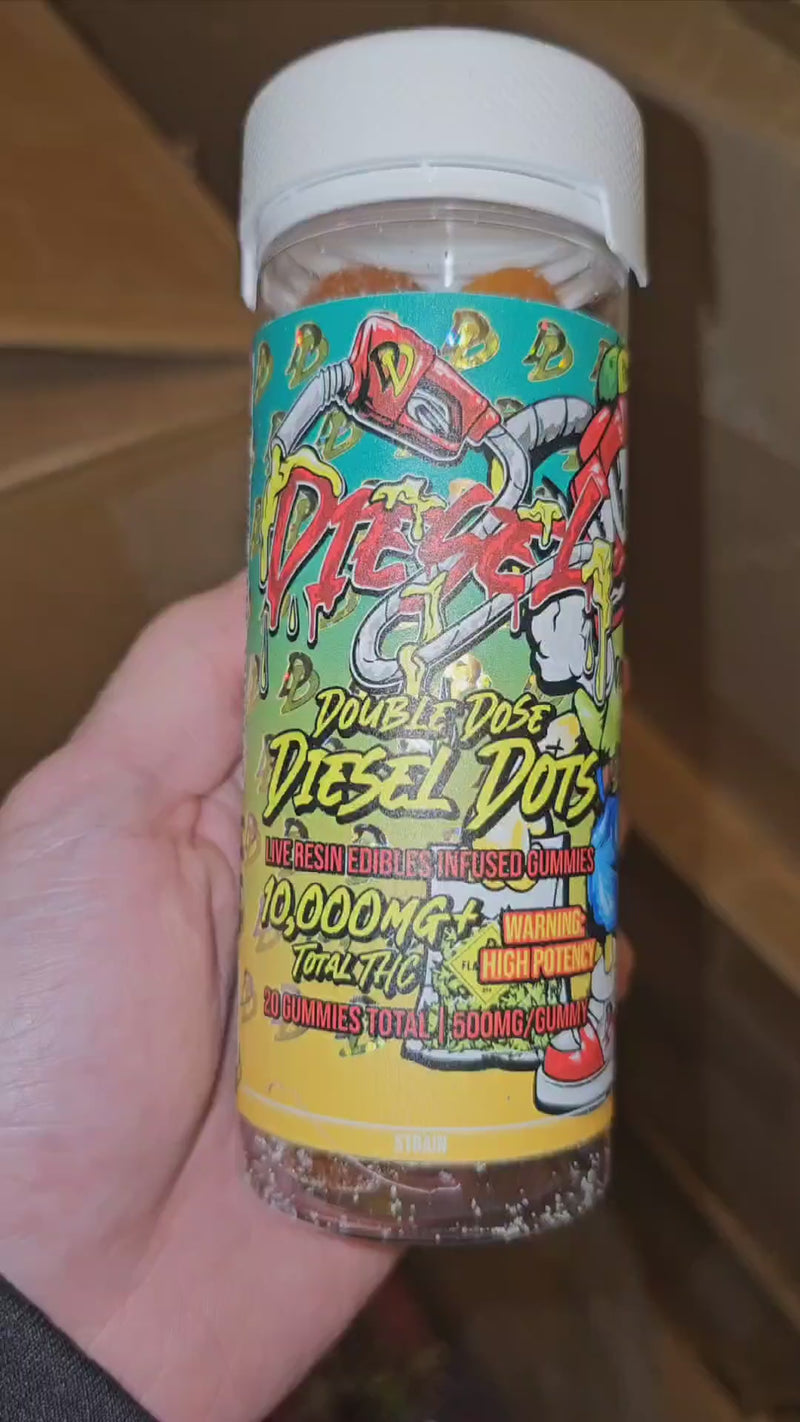 DIESEL
DOUBLE DOSE
DIESEL DOTS
LIVE RESIN EDIBLES INFUSED GUMMIES
10,000MG+
TOTAL THC
WARNING:
HIGH POTENCY
20 GUMMIES TOTAL | 500MG/GUMMY
STRAIN